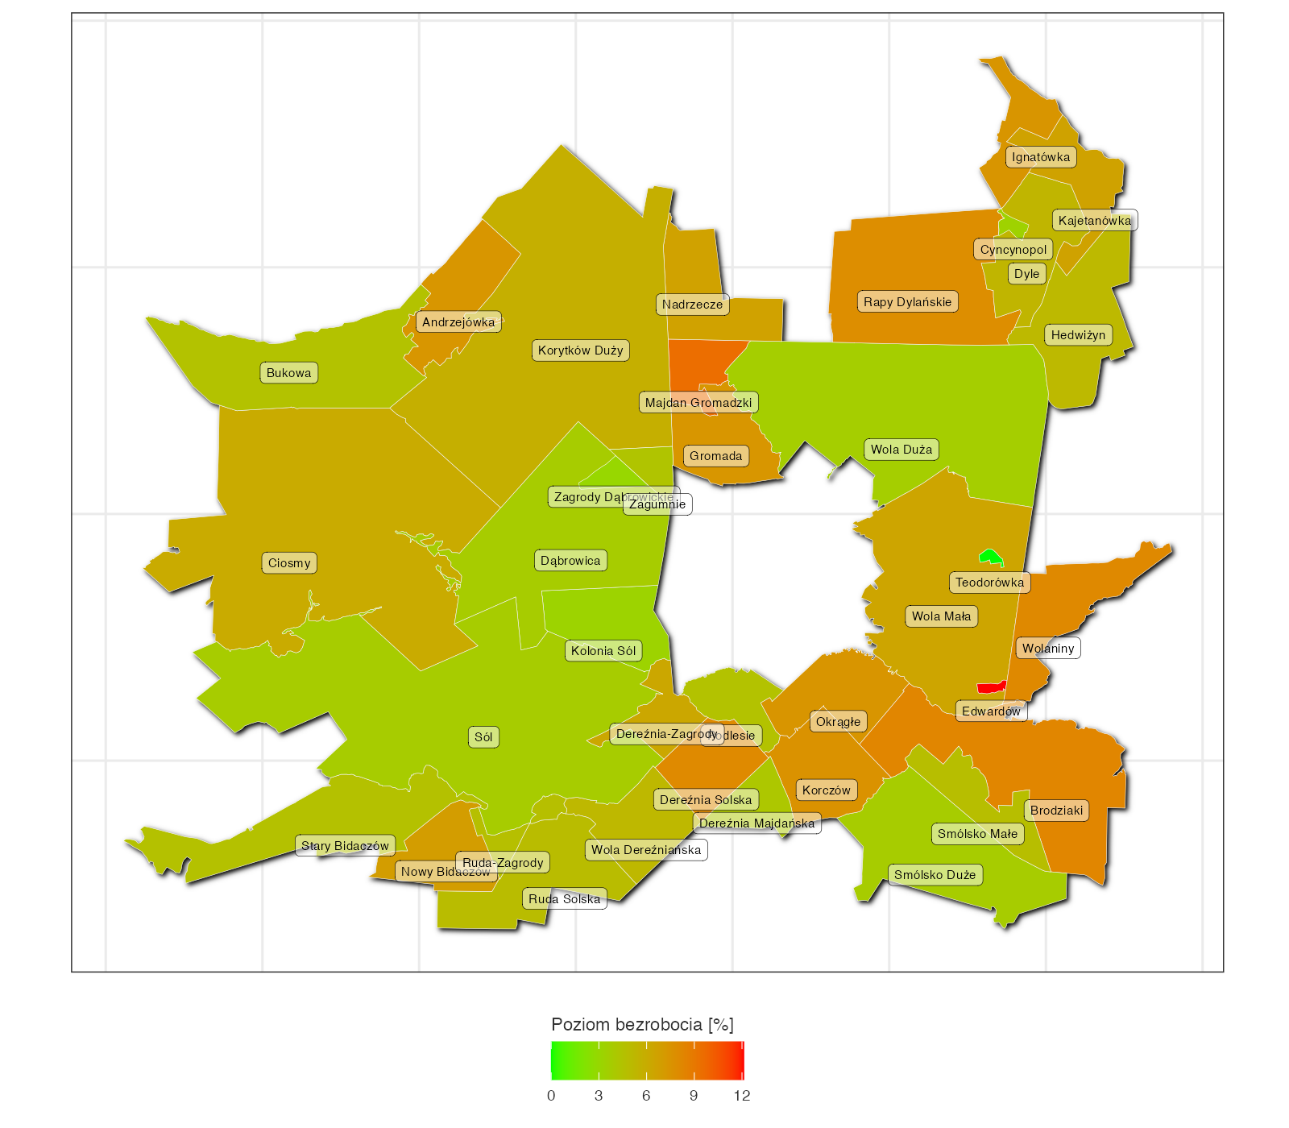 Ignatówka
Kajetanówka
Cyncynopol
Dyle
Rapy Dylańskie
Nadrzecze
Andrzejówka
Hedwiżyn
Korytków Duży
Bukowa
Majdan Gromadzki
Wola Duża
Gromada
Zagrody Dąbrowickie
Zagumnie
Dąbrowica
Ciosmy
Teodorówka
Wola Mała
Wolaniny
Kolonia Sól
Edwardów
Okrągłe
Dereźnia-Zagrody
Podlesie
Sól
Korczów
Dereźnia Solska
Brodziaki
Dereźnia Majdańska
Smólsko Małe
Stary Bidaczów
Wola Dereźniańska
Ruda-Zagrody
Nowy Bidaczów
Smólsko Duże
Ruda Solska
Poziom bezrobocia [%]
0 3 6 9 12